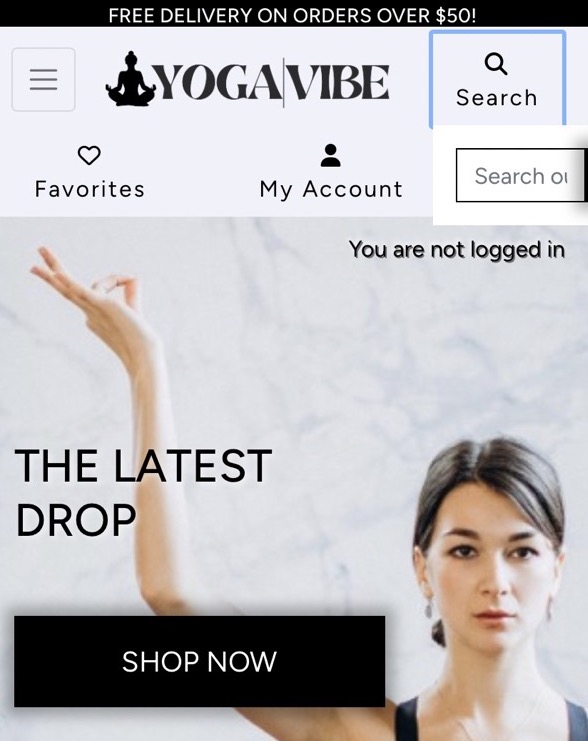 FREE DELIVERY ON ORDERS OVER $50!
YOGA|VIBE
Search
Favorites
My Account
Search
You are not logged in
THE LATEST
DROP
SHOP NOW